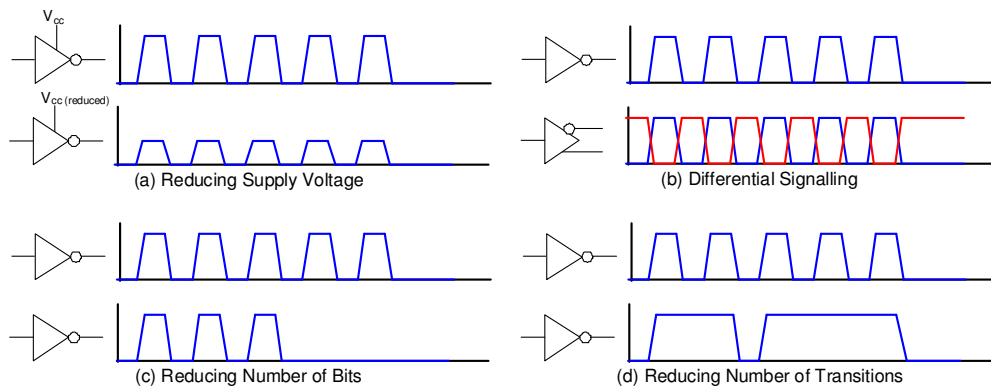 Vcc
Vcc (reduced)
(a) Reducing Supply Voltage
(b) Differential Signalling
(c) Reducing Number of Bits
(d) Reducing Number of Transitions